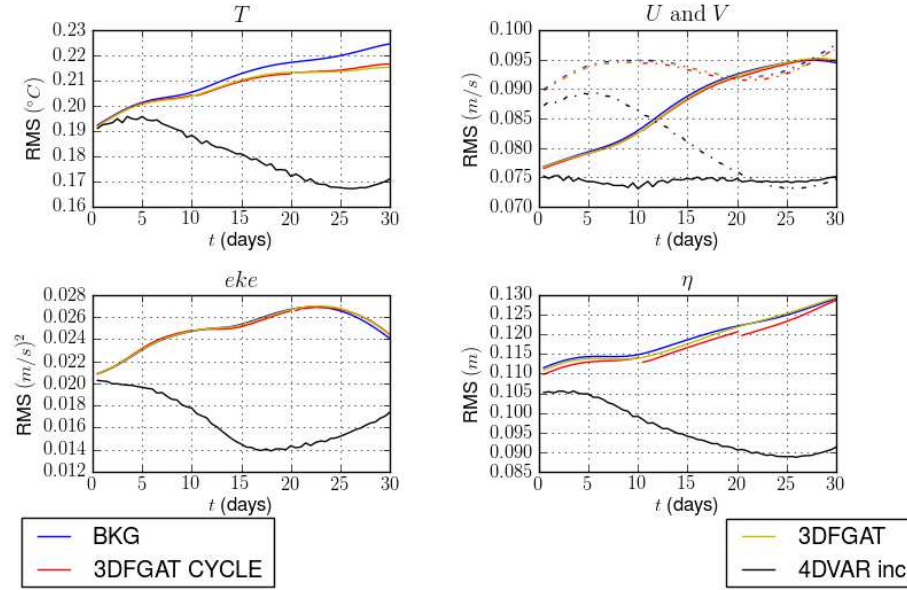 T
0.23
0.22
0.21
0.20
0.19
0.18
0.17
0.16
RMS (°C)
0 5 10 15 20 25 30
t (days)
U and V
0.100
0.095
0.090
0.085
0.080
0.075
0.070
RMS (m/s)
0 5 10 15 20 25 30
t (days)
eke
0.028
0.026
0.024
0.022
0.020
0.018
0.016
0.014
0.012
RMS (m/s)²
0 5 10 15 20 25 30
t (days)
η
0.130
0.125
0.120
0.115
0.110
0.105
0.100
0.095
0.090
0.085
RMS (m)
0 5 10 15 20 25 30
t (days)
BKG
3DFGAT CYCLE
3DFGAT
4DVAR inc